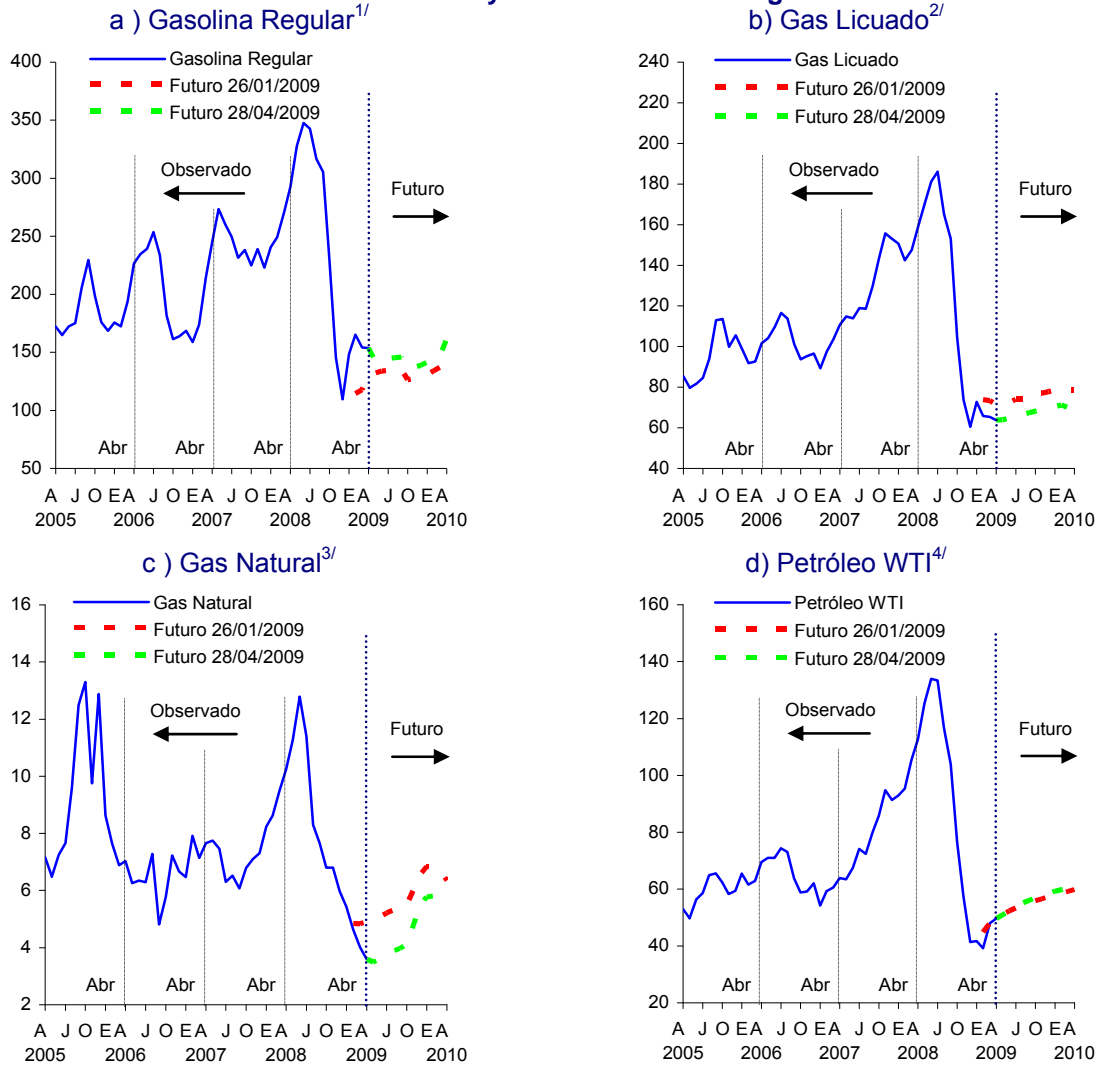 a ) Gasolina Regular1/
400
350
300
250
200
150
100
50
Gasolina Regular
Futuro 26/01/2009
Futuro 28/04/2009
Observado
Futuro
Abr Abr Abr Abr
A J O E A J O E A J O E A J O E A J O E A
2005 2006 2007 2008 2009 2010
b) Gas Licuado2/
240
220
200
180
160
140
120
100
80
60
40
Gas Licuado
Futuro 26/01/2009
Futuro 28/04/2009
Observado
Futuro
Abr Abr Abr Abr
A J O E A J O E A J O E A J O E A J O E A
2005 2006 2007 2008 2009 2010
c ) Gas Natural3/
16
14
12
10
8
6
4
2
Gas Natural
Futuro 26/01/2009
Futuro 28/04/2009
Observado
Futuro
Abr Abr Abr Abr
A J O E A J O E A J O E A J O E A J O E A
2005 2006 2007 2008 2009 2010
d) Petróleo WTI4/
160
140
120
100
80
60
40
20
Petróleo WTI
Futuro 26/01/2009
Futuro 28/04/2009
Observado
Futuro
Abr Abr Abr Abr
A J O E A J O E A J O E A J O E A J O E A
2005 2006 2007 2008 2009 2010